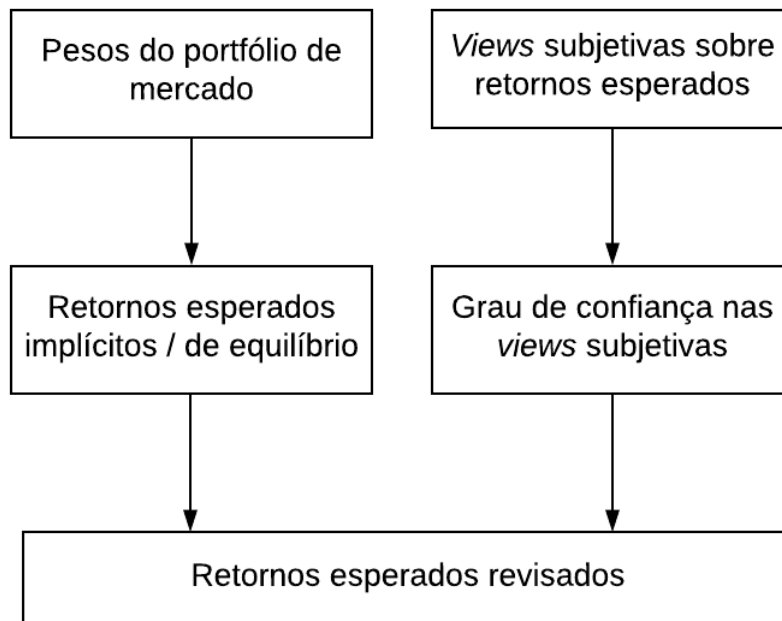 Pesos do portfólio de
mercado
Views subjetivas sobre
retornos esperados
Retornos esperados
implícitos / de equilíbrio
Grau de confiança nas
views subjetivas
Retornos esperados revisados